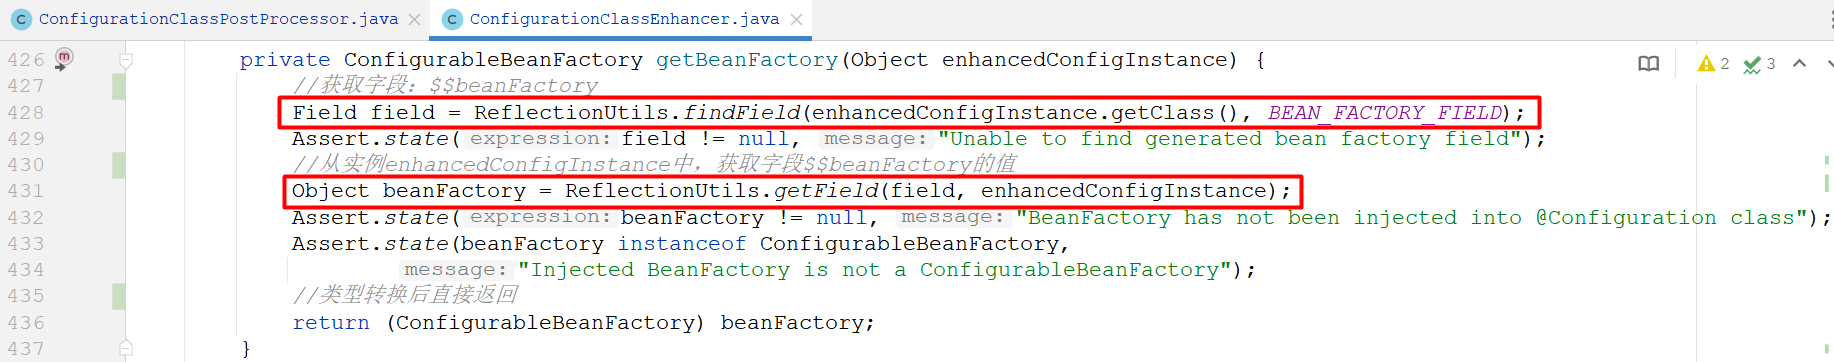 ConfigurationClassPostProcessor.java ConfigurationClassEnhancer.java
426 private ConfigurableBeanFactory getBeanFactory(Object enhancedConfigInstance) { 2 3
427 //获取字段：$$beanFactory
428 Field field = ReflectionUtils.findField(enhancedConfigInstance.getClass(), BEAN_FACTORY_FIELD);
429 Assert.state( expression: field != null, message: "Unable to find generated bean factory field");
430 //从实例enhancedConfigInstance中，获取字段$$beanFactory的值
431 Object beanFactory = ReflectionUtils.getField(field, enhancedConfigInstance);
432 Assert.state( expression: beanFactory != null, message: "BeanFactory has not been injected into @Configuration class");
433 Assert.state(beanFactory instanceof ConfigurableBeanFactory,
434 message: "Injected BeanFactory is not a ConfigurableBeanFactory");
435 //类型转换后直接返回
436 return (ConfigurableBeanFactory) beanFactory;
437 }